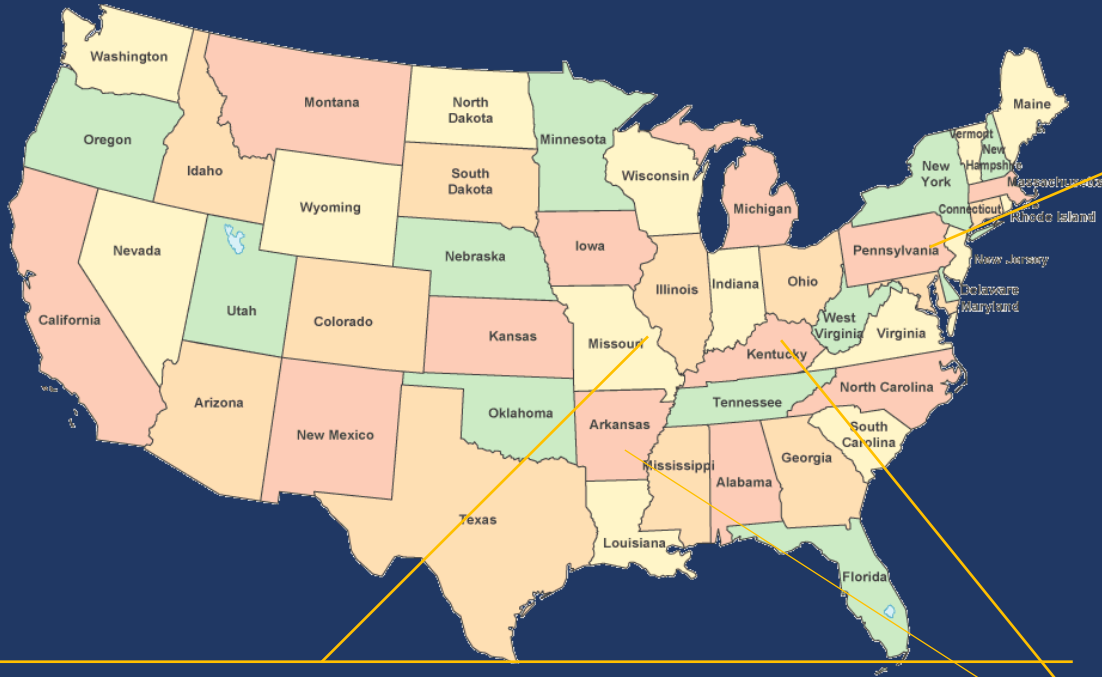 Washington
Oregon
Idaho
Montana
North
Dakota
South
Dakota
Minnesota
Wisconsin
Michigan
Maine
Vermont
New
Hampshire
New
York
Massachusetts
Connecticut
Rhode Island
Wyoming
Nevada
Utah
California
Colorado
Nebraska
Iowa
Kansas
Missouri
Illinois
Indiana
Ohio
Pennsylvania
New Jersey
Delaware
Maryland
West
Virginia
Virginia
Kentucky
Arizona
New Mexico
Oklahoma
Arkansas
Tennessee
North Carolina
South
Carolina
Texas
Louisiana
Mississippi
Alabama
Georgia
Florida